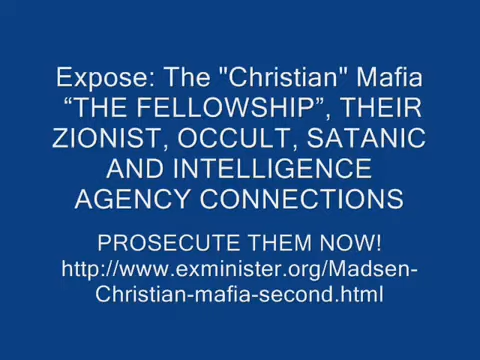 Expose: The "Christian" Mafia
“THE FELLOWSHIP”, THEIR
ZIONIST, OCCULT, SATANIC
AND INTELLIGENCE
AGENCY CONNECTIONS
PROSECUTE THEM NOW!
http://www.exminister.org/Madsen-
Christian-mafia-second.html